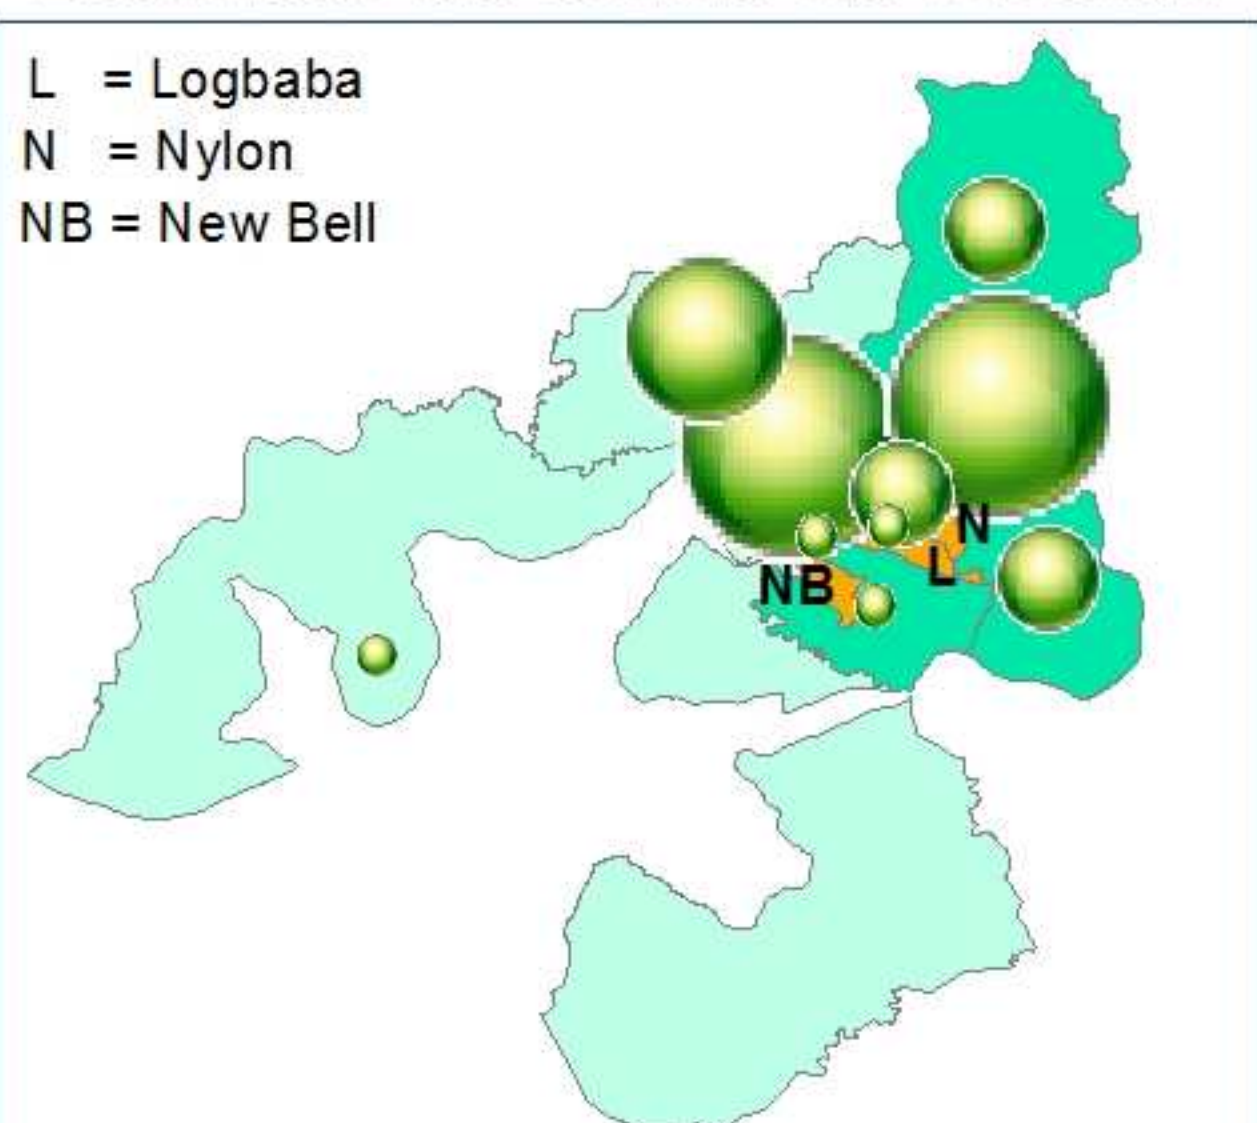 L = Logbaba
N = Nylon
NB = New Bell
N
L
NB